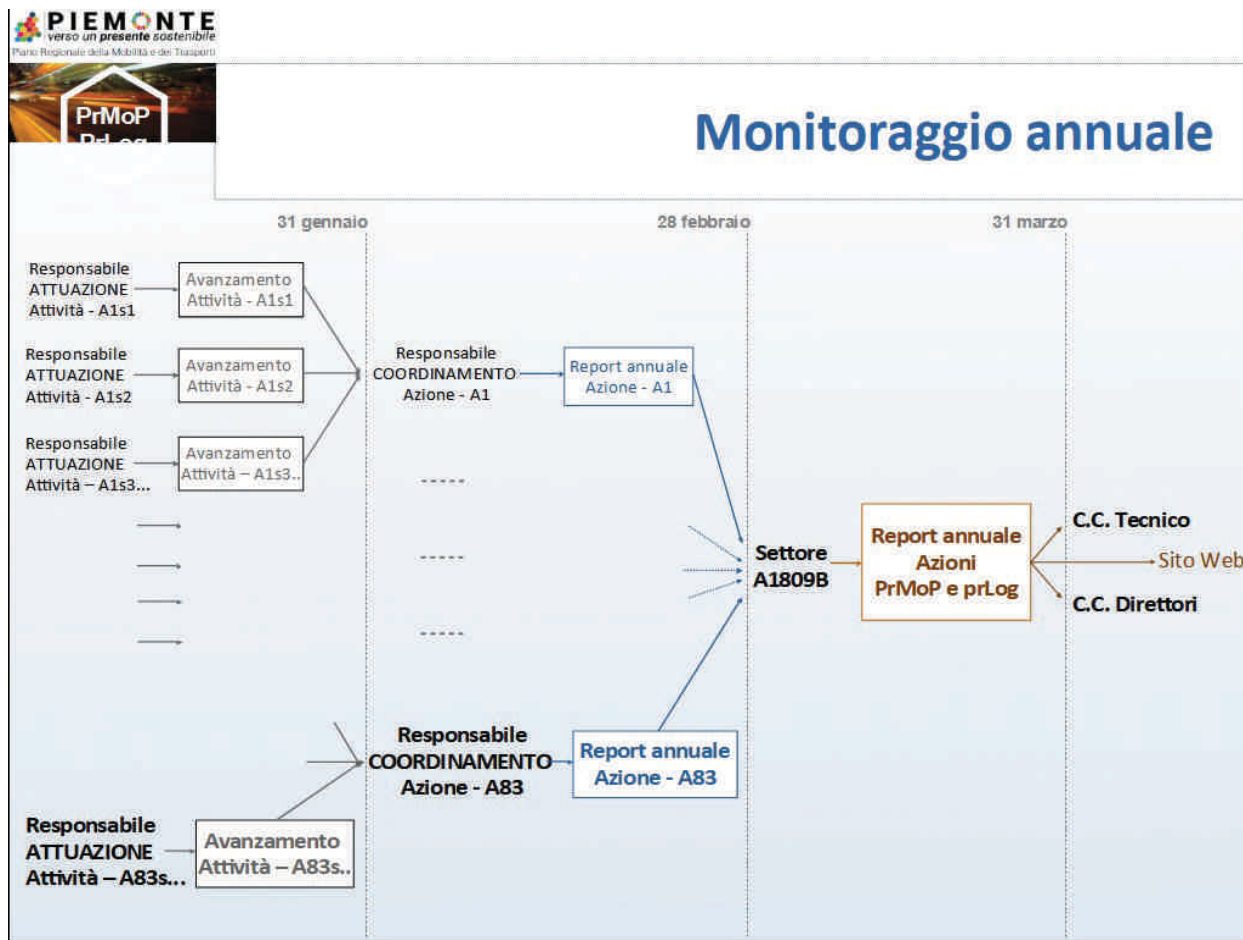 PIEMONTE
verso un presente sostenibile
Piano Regionale della Mobilità e dei Trasporti
PrMoP
PrLog
Monitoraggio annuale
31 gennaio
28 febbraio
31 marzo
Responsabile
ATTUAZIONE
Attività - A1s1
Avanzamento
Attività - A1s1
Responsabile
ATTUAZIONE
Attività - A1s2
Avanzamento
Attività - A1s2
Responsabile
COORDINAMENTO
Azione - A1
Report annuale
Azione - A1
Responsabile
ATTUAZIONE
Attività – A1s3...
Avanzamento
Attività – A1s3..
-----
-----
-----
Settore
A1809B
Report annuale
Azioni
PrMoP e prLog
C.C. Tecnico
Sito Web
C.C. Direttori
Responsabile
COORDINAMENTO
Azione - A83
Report annuale
Azione - A83
Responsabile
ATTUAZIONE
Attività – A83s...
Avanzamento
Attività – A83s..